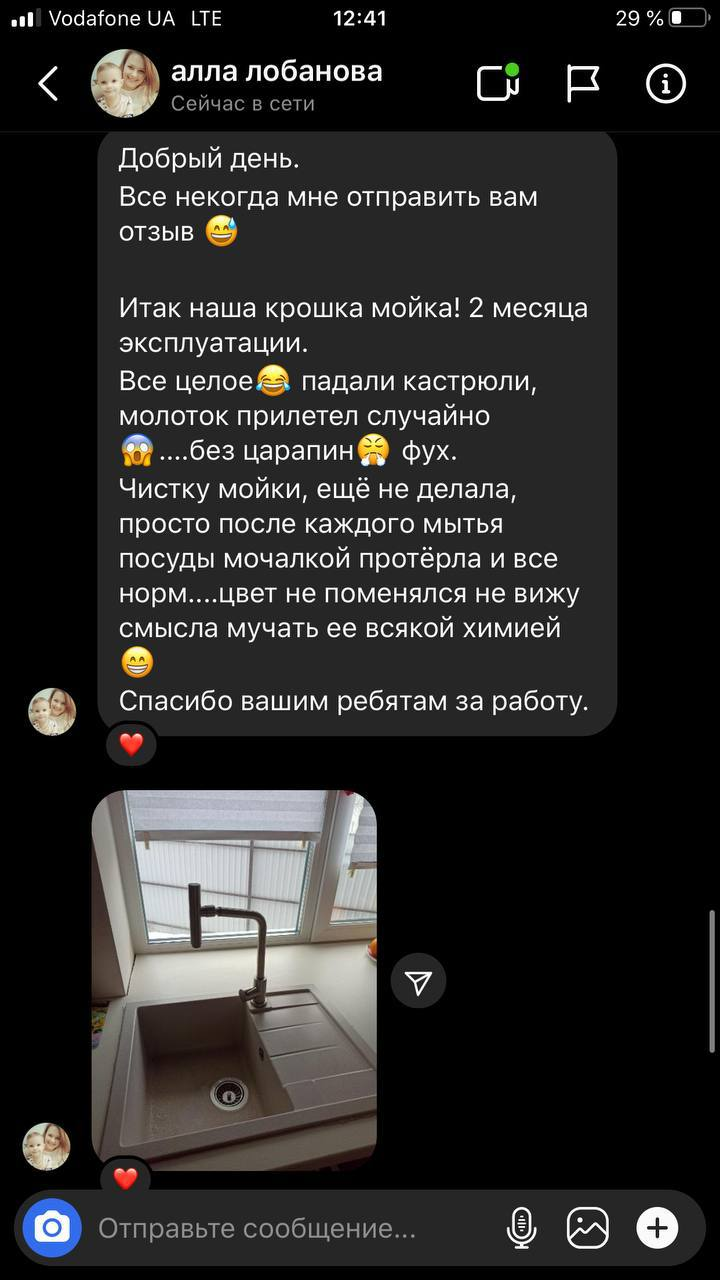 Vodafone UA LTE 12:41 29 %
алла лобанова
Сейчас в сети
Добрый день.
Все некогда мне отправить вам
отзыв 😅
Итак наша крошка мойка! 2 месяца
эксплуатации.
Все целое😂 падали кастрюли,
молоток прилетел случайно
😱....без царапин😤 фух.
Чистку мойки, ещё не делала,
просто после каждого мытья
посуды мочалкой протёрла и все
норм....цвет не поменялся не вижу
смысла мучать ее всякой химией
😁
Спасибо вашим ребятам за работу.
Отправьте сообщение...